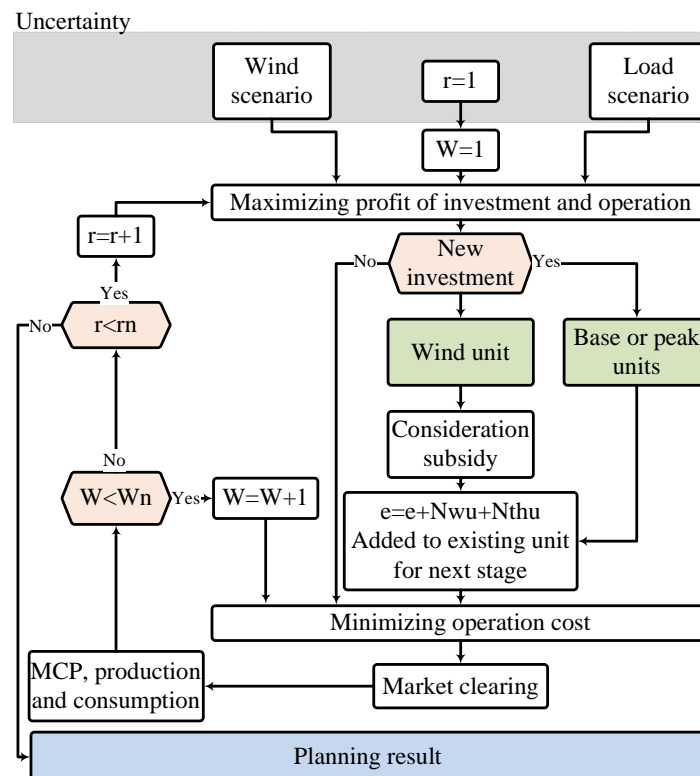 Uncertainty
Wind
scenario
r=1
Load
scenario
W=1
Maximizing profit of investment and operation
r=r+1
No
New
investment
Yes
Yes
No
r<rn
Wind unit
Base or peak
units
Consideration
subsidy
No
W<Wn
Yes
W=W+1
e=e+Nwu+Nthu
Added to existing unit
for next stage
Minimizing operation cost
MCP, production
and consumption
Market clearing
Planning result